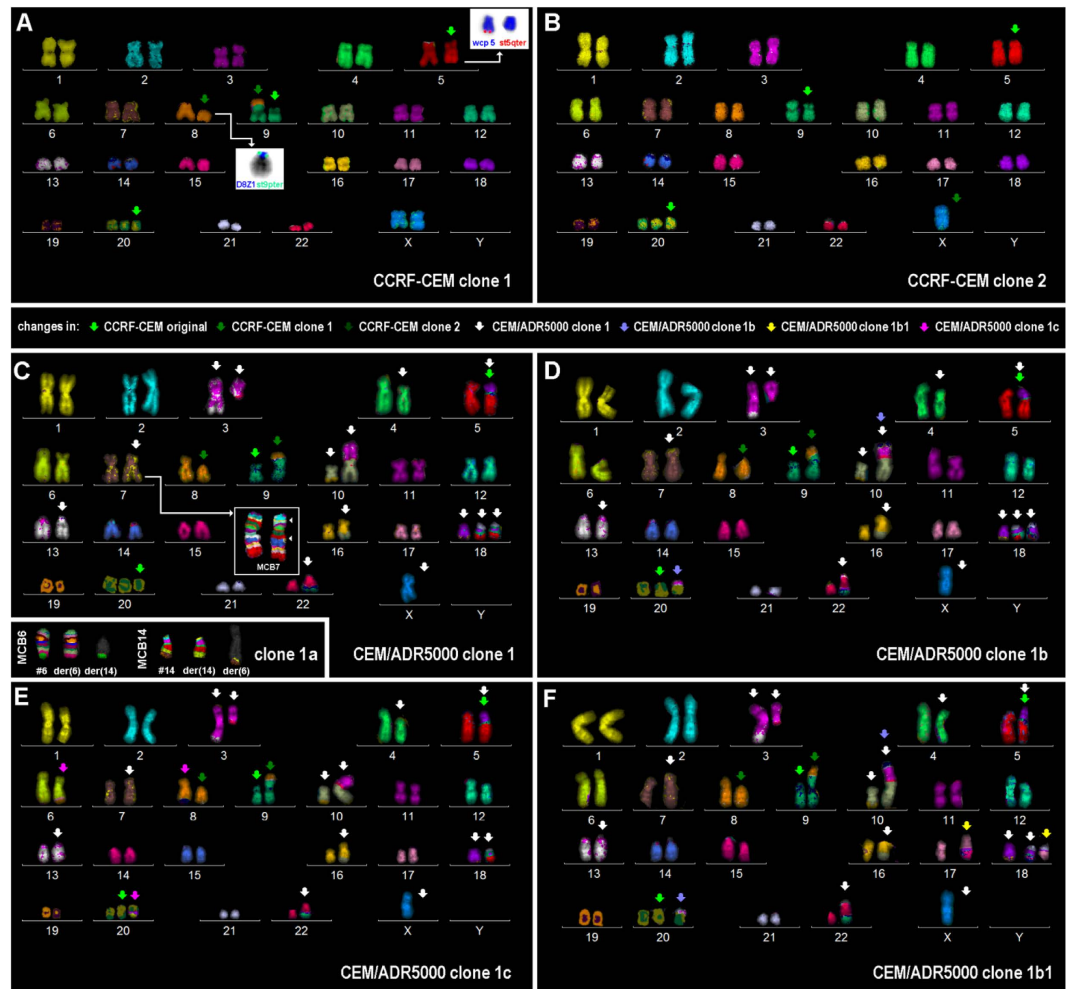 A
wcp 5 st5qter
1 2 3 4 5
6 7 8 9 10 11 12
D8Z1 st9pter
13 14 15 16 17 18
19 20 21 22 X Y
CCRF-CEM clone 1
B
1 2 3 4 5
6 7 8 9 10 11 12
13 14 15 16 17 18
19 20 21 22 X Y
CCRF-CEM clone 2
changes in: CCRF-CEM original CCRF-CEM clone 1 CCRF-CEM clone 2 CEM/ADR5000 clone 1 CEM/ADR5000 clone 1b CEM/ADR5000 clone 1b1 CEM/ADR5000 clone 1c
C
1 2 3 4 5
6 7 8 9 10 11 12
13 14 15 16 17 18
MCB7
19 20 21 22 X Y
MCB6
#6 der(6) der(14)
MCB14
#14 der(14) der(6)
clone 1a
CEM/ADR5000 clone 1
D
1 2 3 4 5
6 7 8 9 10 11 12
13 14 15 16 17 18
19 20 21 22 X Y
CEM/ADR5000 clone 1b
E
1 2 3 4 5
6 7 8 9 10 11 12
13 14 15 16 17 18
19 20 21 22 X Y
CEM/ADR5000 clone 1c
F
1 2 3 4 5
6 7 8 9 10 11 12
13 14 15 16 17 18
19 20 21 22 X Y
CEM/ADR5000 clone 1b1